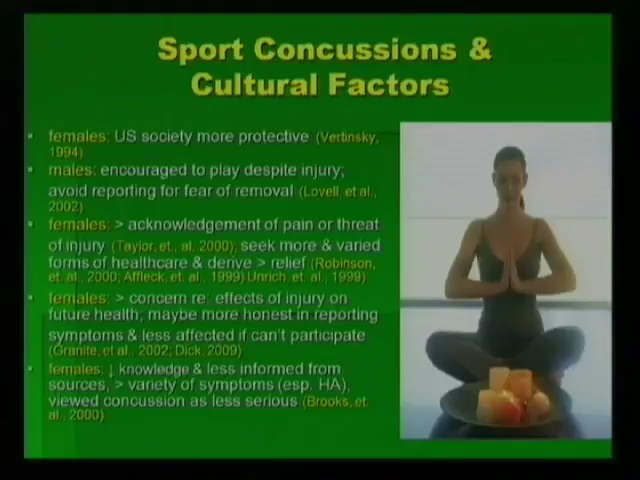 Sport Concussions &
Cultural Factors
• females: US society more protective (Vertinsky,
1994)
• males: encouraged to play despite injury;
avoid reporting for fear of removal (Lovell, et al.,
2002)
• females: > acknowledgement of pain or threat
of injury (Taylor, et., al, 2000); seek more & varied
forms of healthcare & derive > relief (Robinson,
et. al., 2000; Affleck, et. al., 1999) Unrich, et. al., 1999)
• females: > concern re: effects of injury on
future health; maybe more honest in reporting
symptoms & less affected if can't participate
(Granite, et al., 2002; Dick, 2009)
• females: ↓ knowledge & less informed from
sources, > variety of symptoms (esp. HA),
viewed concussion as less serious (Brooks, et.
al., 2000)